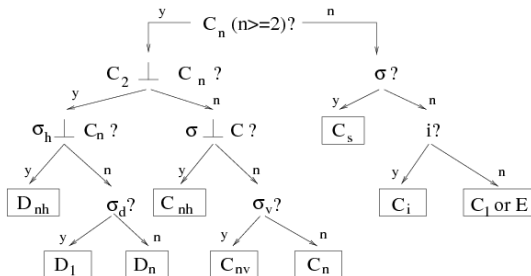 y C_n (n>=2)? n
C_2 ⊥ C_n ? σ ?
y n y n
σ_h ⊥ C_n ? σ ⊥ C ? C_s i?
y n y n y n
D_nh σ_d? C_nh σ_v? C_i C_1 or E
y n y n
D_1 D_n C_nv C_n